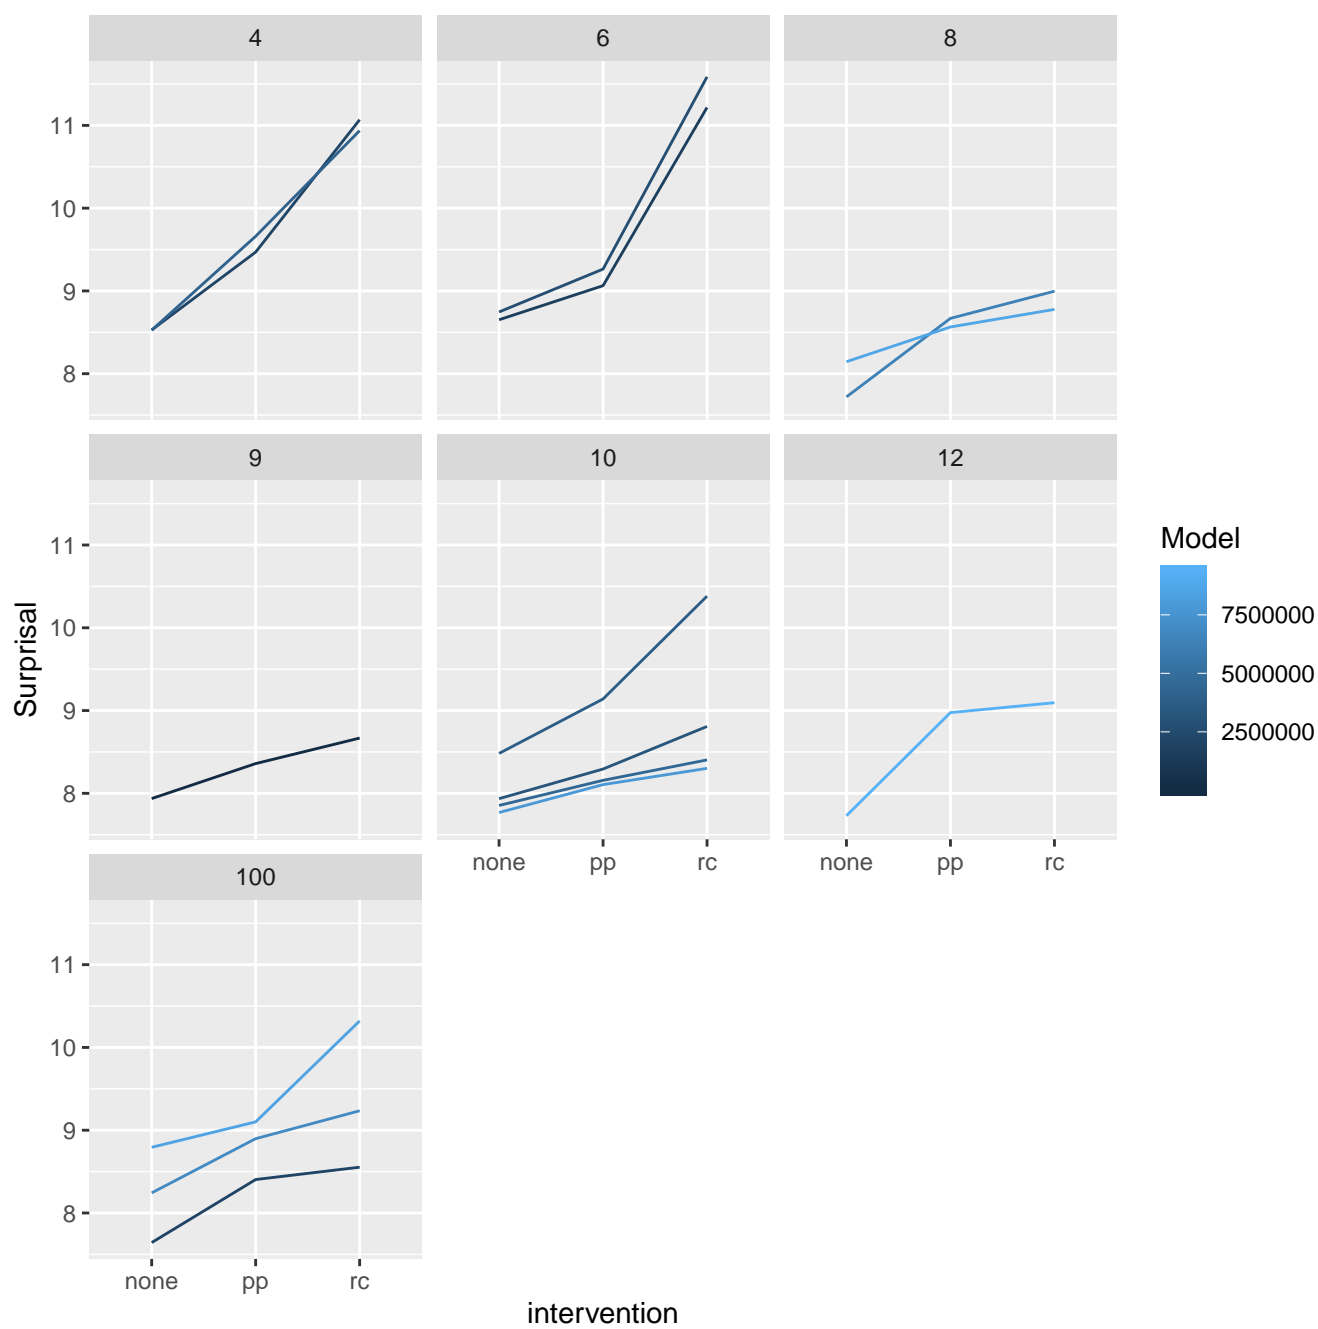 4 6 8
11
10
9
8
9 10 12
11
10
9
8
none pp rc none pp rc
100
11
10
9
8
none pp rc
intervention
Surprisal
Model
7500000
5000000
2500000